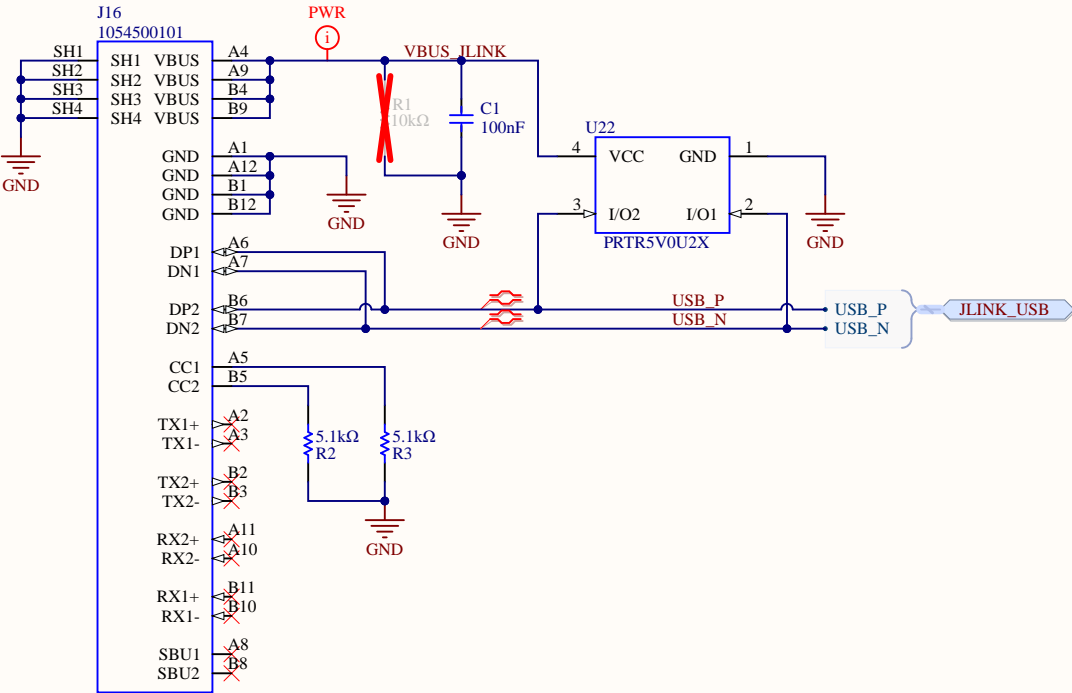 J16
1054500101
PWR
i
VBUS_JLINK
SH1 SH1 VBUS A4
SH2 SH2 VBUS A9
SH3 SH3 VBUS B4
SH4 SH4 VBUS B9
R1
10kΩ
C1
100nF
GND
GND A1
GND A12
GND B1
GND B12
GND
GND
U22
4 VCC GND 1
3 I/O2 I/O1 2
PRTR5V0U2X
GND
DP1 A6
DN1 A7
DP2 B6
DN2 B7
USB_P
USB_N
USB_P
USB_N
JLINK_USB
CC1 A5
CC2 B5
5.1kΩ
R2
5.1kΩ
R3
GND
TX1+ A2
TX1- A3
TX2+ B2
TX2- B3
RX2+ A11
RX2- A10
RX1+ B11
RX1- B10
SBU1 A8
SBU2 B8